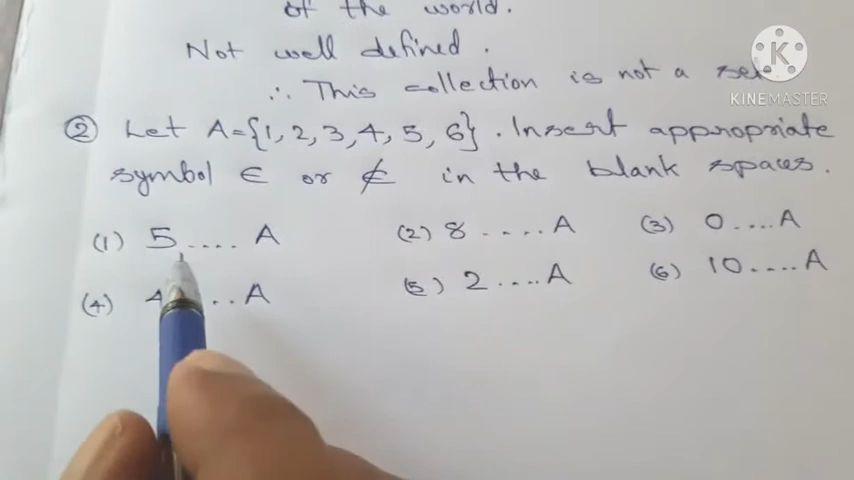 of the world.
Not well defined.
∴ This collection is not a set.
KINEMASTER
② Let A={1, 2, 3, 4, 5, 6}. Insert appropriate
symbol ∈ or ∉ in the blank spaces.
(1) 5.... A (2) 8 ....A (3) 0....A
(4) 4 ..A (5) 2 ....A (6) 10....A